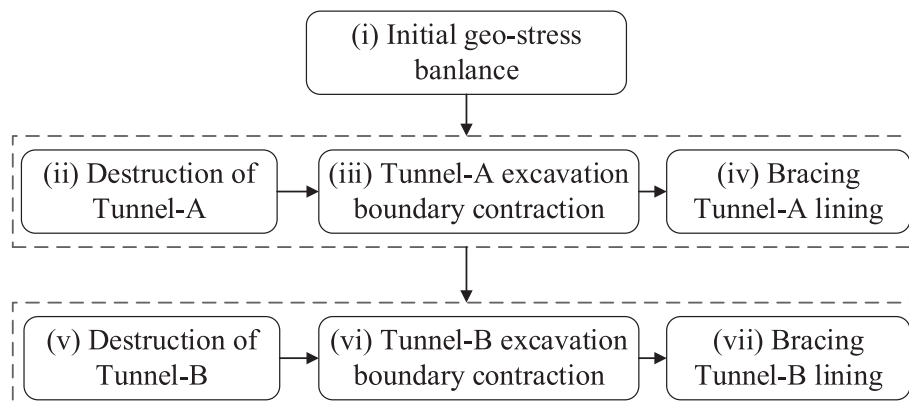 (i) Initial geo-stress
banlance
(ii) Destruction of
Tunnel-A
(iii) Tunnel-A excavation
boundary contraction
(iv) Bracing
Tunnel-A lining
(v) Destruction of
Tunnel-B
(vi) Tunnel-B excavation
boundary contraction
(vii) Bracing
Tunnel-B lining